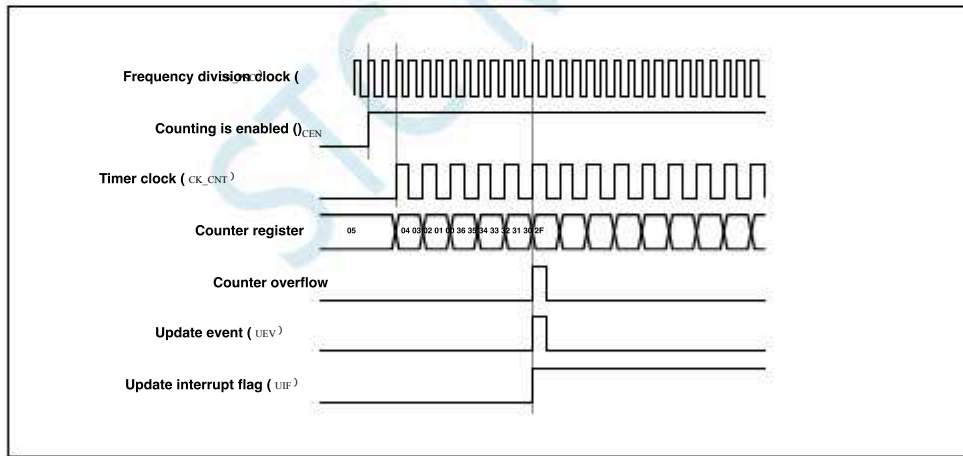 Frequency division clock (
Counting is enabled ()CEN
Timer clock ( CK_CNT )
Counter register 05 04 03 02 01 00 36 35 34 33 32 31 30 2F
Counter overflow
Update event ( UEV )
Update interrupt flag ( UIF )